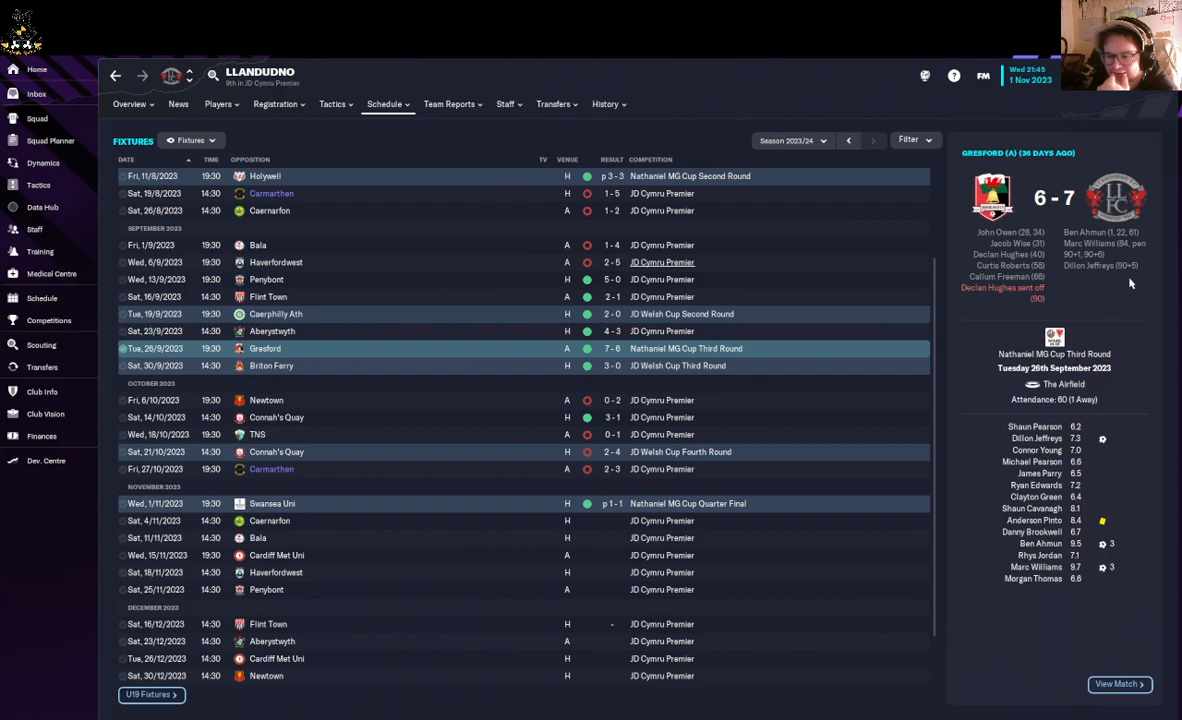 LLANDUDNO
9th in JD Cymru Premier
FM
Wed 21:45
1 Nov 2023
Home
Inbox
Squad
Squad Planner
Dynamics
Tactics
Data Hub
Staff
Training
Medical Centre
Schedule
Competitions
Scouting
Transfers
Club Info
Club Vision
Finances
Dev. Centre
Overview News Players Registration Tactics Schedule Team Reports Staff Transfers History
FIXTURES Fixtures Season 2023/24 Filter
DATE TIME OPPOSITION TV VENUE RESULT COMPETITION
Fri, 11/8/2023 19:30 Holywell H p 3 - 3 Nathaniel MG Cup Second Round
Sat, 19/8/2023 14:30 Carmarthen H 1 - 5 JD Cymru Premier
Sat, 26/8/2023 14:30 Caernarfon A 1 - 2 JD Cymru Premier
SEPTEMBER 2023
Fri, 1/9/2023 19:30 Bala A 1 - 4 JD Cymru Premier
Wed, 6/9/2023 19:30 Haverfordwest A 2 - 5 JD Cymru Premier
Wed, 13/9/2023 14:30 Penybont H 5 - 0 JD Cymru Premier
Sat, 16/9/2023 14:30 Flint Town A 2 - 1 JD Cymru Premier
Tue, 19/9/2023 19:30 Caerphilly Ath H 2 - 0 JD Welsh Cup Second Round
Sat, 23/9/2023 14:30 Aberystwyth H 4 - 3 JD Cymru Premier
Tue, 26/9/2023 19:30 Gresford A 7 - 6 Nathaniel MG Cup Third Round
Sat, 30/9/2023 14:30 Briton Ferry H 3 - 0 JD Welsh Cup Third Round
OCTOBER 2023
Fri, 6/10/2023 19:30 Newtown A 0 - 2 JD Cymru Premier
Sat, 14/10/2023 14:30 Connah's Quay H 3 - 1 JD Cymru Premier
Wed, 18/10/2023 19:30 TNS A 0 - 1 JD Cymru Premier
Sat, 21/10/2023 14:30 Connah's Quay H 2 - 4 JD Welsh Cup Fourth Round
Fri, 27/10/2023 19:30 Carmarthen A 2 - 3 JD Cymru Premier
NOVEMBER 2023
Wed, 1/11/2023 19:30 Swansea Uni H p 1 - 1 Nathaniel MG Cup Quarter Final
Sat, 4/11/2023 14:30 Caernarfon H JD Cymru Premier
Sat, 11/11/2023 14:30 Bala H JD Cymru Premier
Wed, 15/11/2023 19:30 Cardiff Met Uni A JD Cymru Premier
Sat, 18/11/2023 14:30 Haverfordwest H JD Cymru Premier
Sat, 25/11/2023 14:30 Penybont A JD Cymru Premier
DECEMBER 2023
Sat, 16/12/2023 14:30 Flint Town H - JD Cymru Premier
Sat, 23/12/2023 14:30 Aberystwyth A JD Cymru Premier
Tue, 26/12/2023 14:30 Cardiff Met Uni H JD Cymru Premier
Sat, 30/12/2023 14:30 Newtown H JD Cymru Premier
U19 Fixtures
GRESFORD (A) (36 DAYS AGO)
6 - 7
John Owen (28, 34)
Jacob Wise (31)
Declan Hughes (40)
Curtis Roberts (56)
Callum Freeman (66)
Declan Hughes sent off
(90)
Ben Ahmun (1, 22, 61)
Marc Williams (84, pen
90+1, 90+6)
Dillon Jeffreys (90+5)
Nathaniel MG Cup Third Round
Tuesday 26th September 2023
The Airfield
Attendance: 60 (1 Away)
Shaun Pearson 6.2
Dillon Jeffreys 7.3
Connor Young 7.0
Michael Pearson 6.6
James Parry 6.5
Ryan Edwards 7.2
Clayton Green 6.4
Shaun Cavanagh 8.1
Anderson Pinto 8.4
Danny Brookwell 6.7
Ben Ahmun 9.5 3
Rhys Jordan 7.1
Marc Williams 9.7 3
Morgan Thomas 6.6
View Match